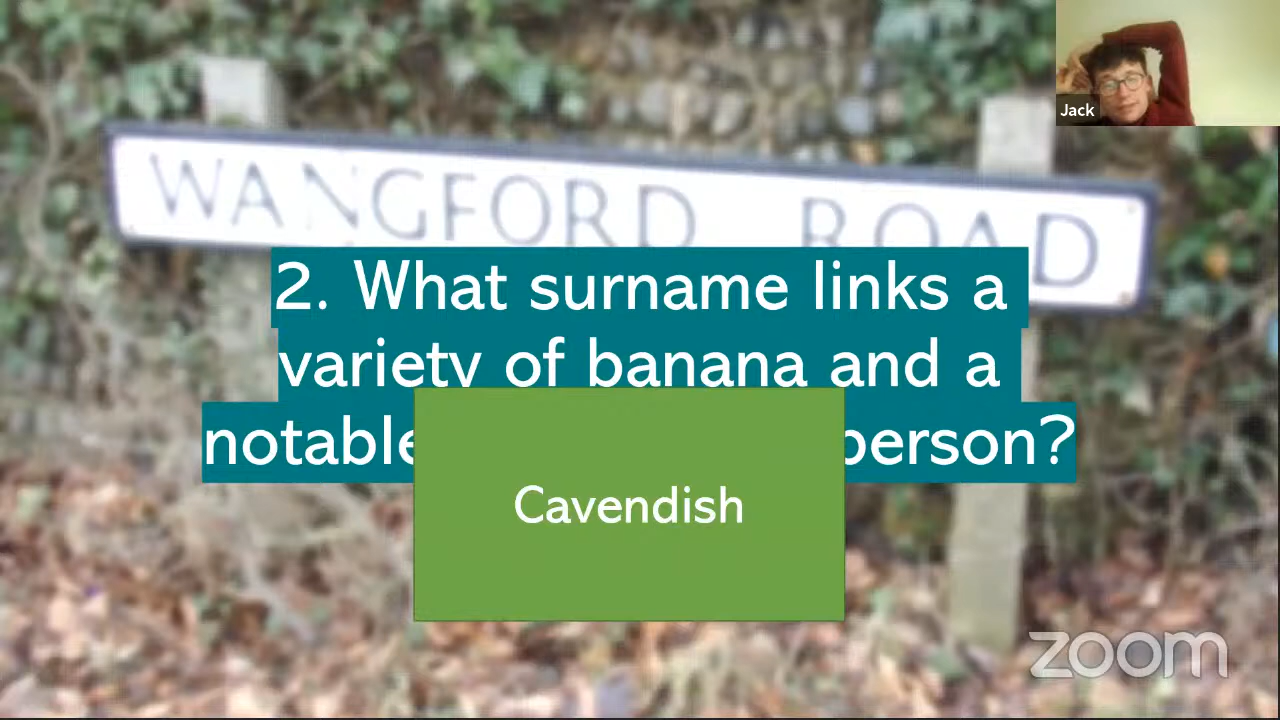 Jack
WANGFORD ROAD
2. What surname links a
variety of banana and a
notable person?
Cavendish
zoom